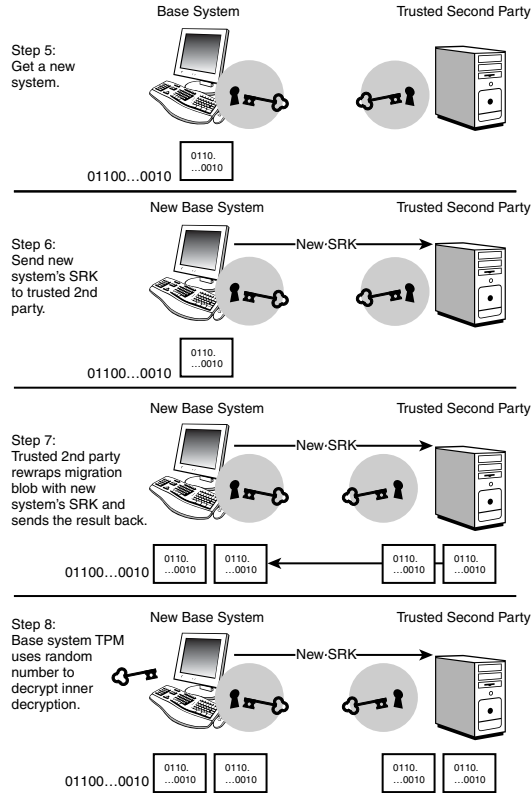 Base System
Trusted Second Party
Step 5:
Get a new
system.
0110.
...0010
01100...0010
New Base System
Trusted Second Party
Step 6:
Send new
system's SRK
to trusted 2nd
party.
New·SRK
0110.
...0010
01100...0010
New Base System
Trusted Second Party
Step 7:
Trusted 2nd party
rewraps migration
blob with new
system's SRK and
sends the result back.
New·SRK
01100...0010
0110.
...0010
0110.
...0010
0110.
...0010
0110.
...0010
New Base System
Trusted Second Party
Step 8:
Base system TPM
uses random
number to
decrypt inner
decryption.
New·SRK
01100...0010
0110.
...0010
0110.
...0010
0110.
...0010
0110.
...0010